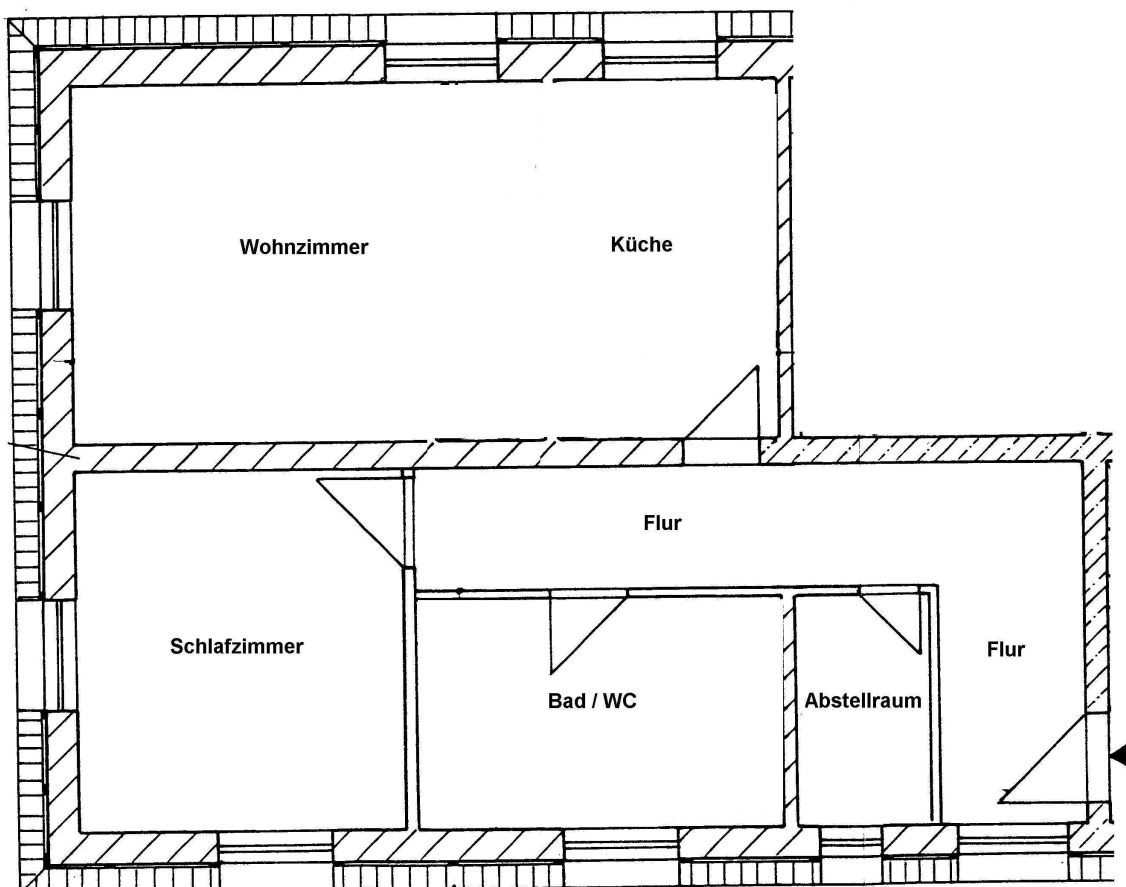 Wohnzimmer
Küche
Flur
Schlafzimmer
Flur
Bad / WC
Abstellraum